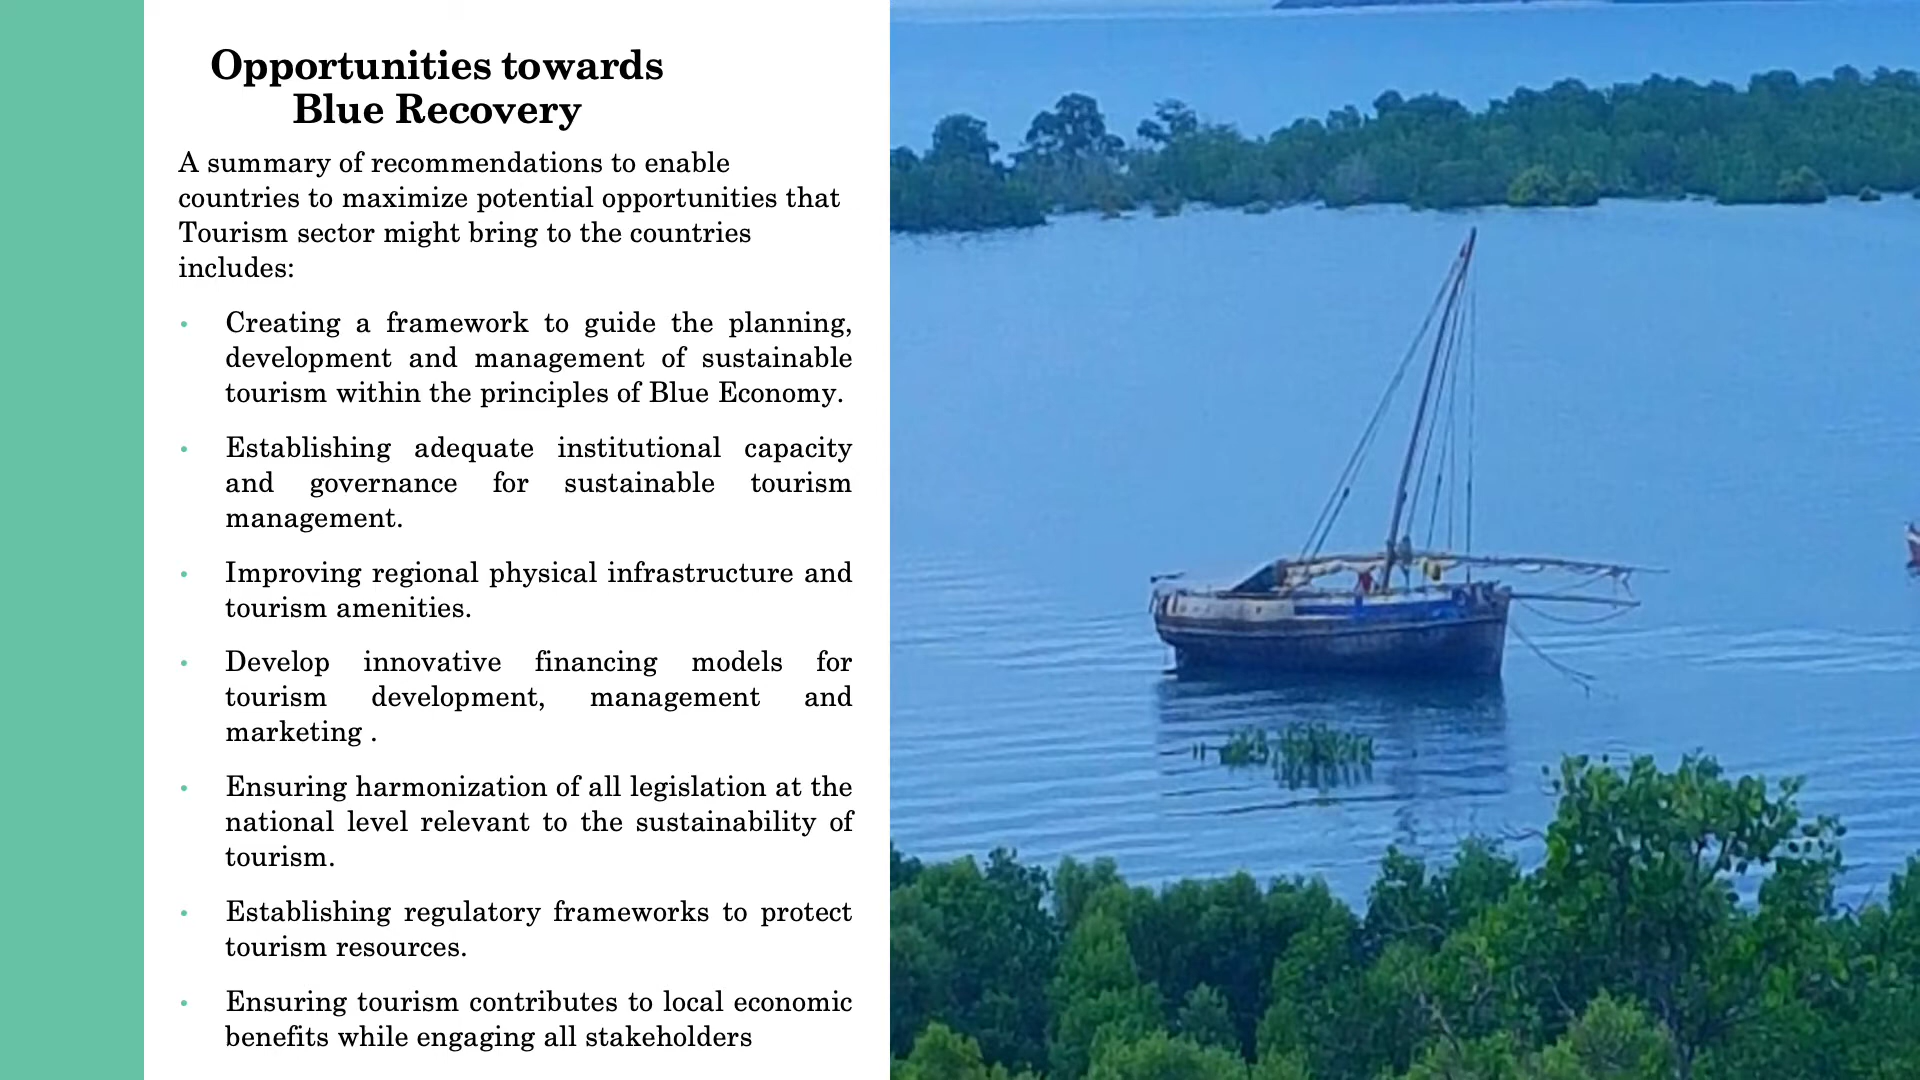 Opportunities towards
Blue Recovery
A summary of recommendations to enable
countries to maximize potential opportunities that
Tourism sector might bring to the countries
includes:
• Creating a framework to guide the planning,
development and management of sustainable
tourism within the principles of Blue Economy.
• Establishing adequate institutional capacity
and governance for sustainable tourism
management.
• Improving regional physical infrastructure and
tourism amenities.
• Develop innovative financing models for
tourism development, management and
marketing .
• Ensuring harmonization of all legislation at the
national level relevant to the sustainability of
tourism.
• Establishing regulatory frameworks to protect
tourism resources.
• Ensuring tourism contributes to local economic
benefits while engaging all stakeholders